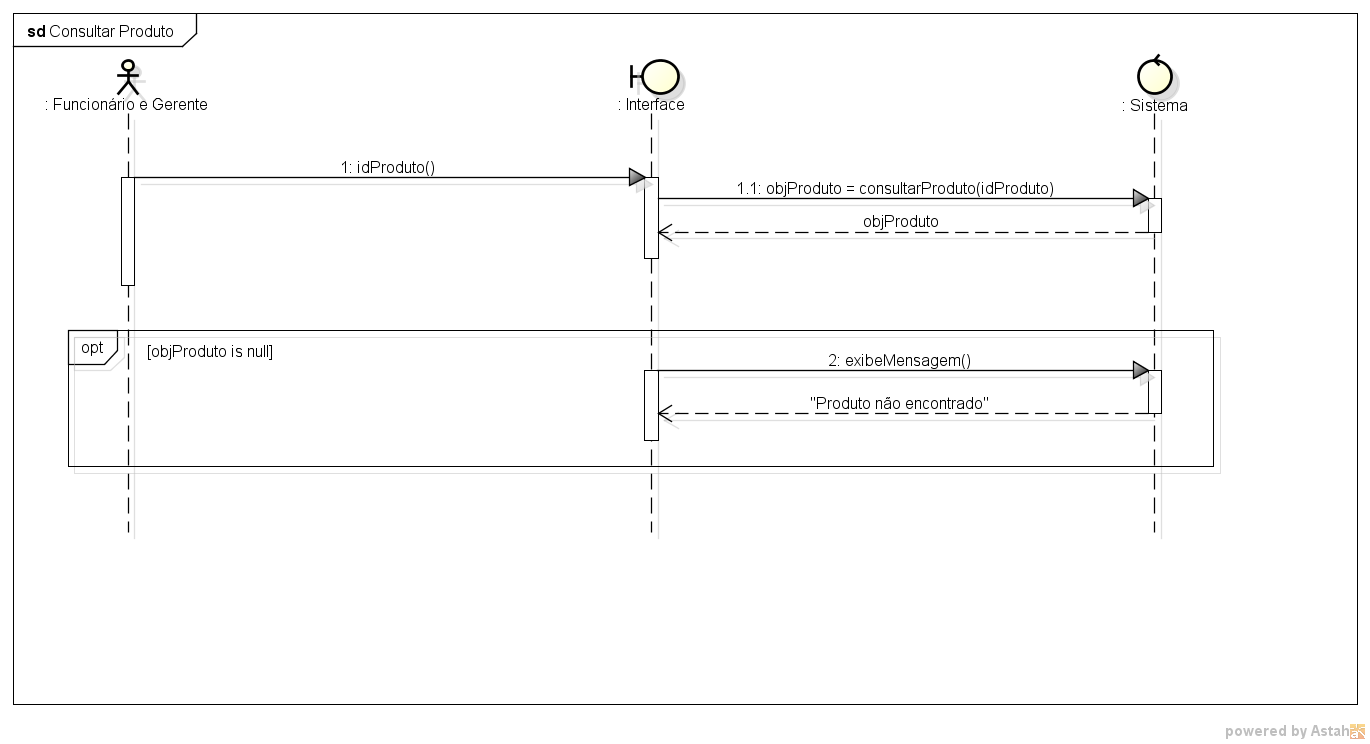 sd Consultar Produto
: Funcionário e Gerente
: Interface
: Sistema
1: idProduto()
1.1: objProduto = consultarProduto(idProduto)
objProduto
opt
[objProduto is null]
2: exibeMensagem()
"Produto não encontrado"
powered by Astah